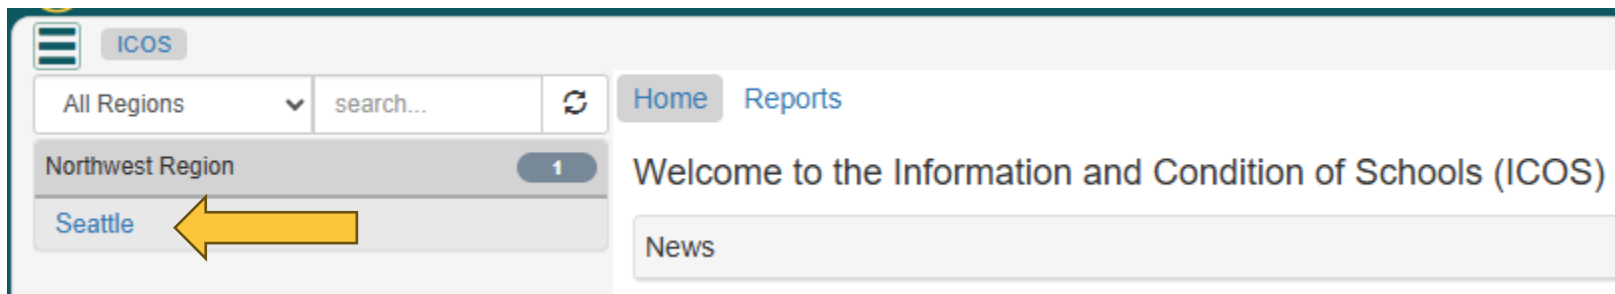 ICOS
All Regions
search...
Home Reports
Northwest Region 1
Welcome to the Information and Condition of Schools (ICOS)
Seattle
News